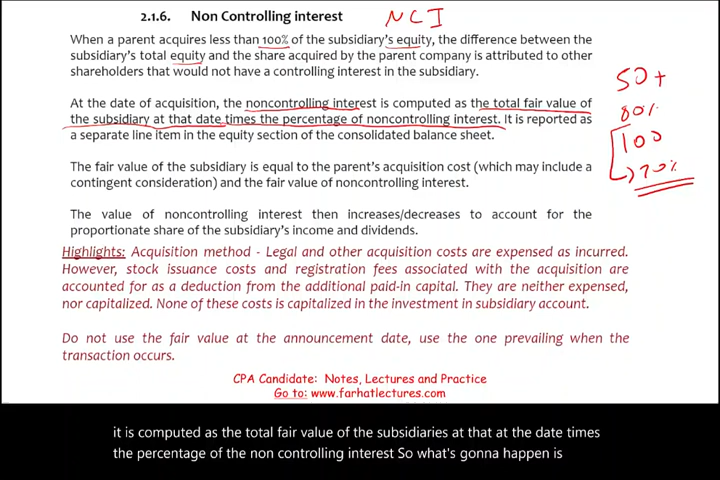 2.1.6. Non Controlling interest NCI
When a parent acquires less than 100% of the subsidiary's equity, the difference between the
subsidiary's total equity and the share acquired by the parent company is attributed to other
shareholders that would not have a controlling interest in the subsidiary.
50+
80%
100
At the date of acquisition, the noncontrolling interest is computed as the total fair value of
the subsidiary at that date times the percentage of noncontrolling interest. It is reported as
a separate line item in the equity section of the consolidated balance sheet.
The fair value of the subsidiary is equal to the parent's acquisition cost (which may include a
contingent consideration) and the fair value of noncontrolling interest.
The value of noncontrolling interest then increases/decreases to account for the
proportionate share of the subsidiary's income and dividends.
Highlights: Acquisition method - Legal and other acquisition costs are expensed as incurred.
However, stock issuance costs and registration fees associated with the acquisition are
accounted for as a deduction from the additional paid-in capital. They are neither expensed,
nor capitalized. None of these costs is capitalized in the investment in subsidiary account.
Do not use the fair value at the announcement date, use the one prevailing when the
transaction occurs.
CPA Candidate: Notes, Lectures and Practice
Go to: www.farhatlectures.com
it is computed as the total fair value of the subsidiaries at that at the date times
the percentage of the non controlling interest So what's gonna happen is